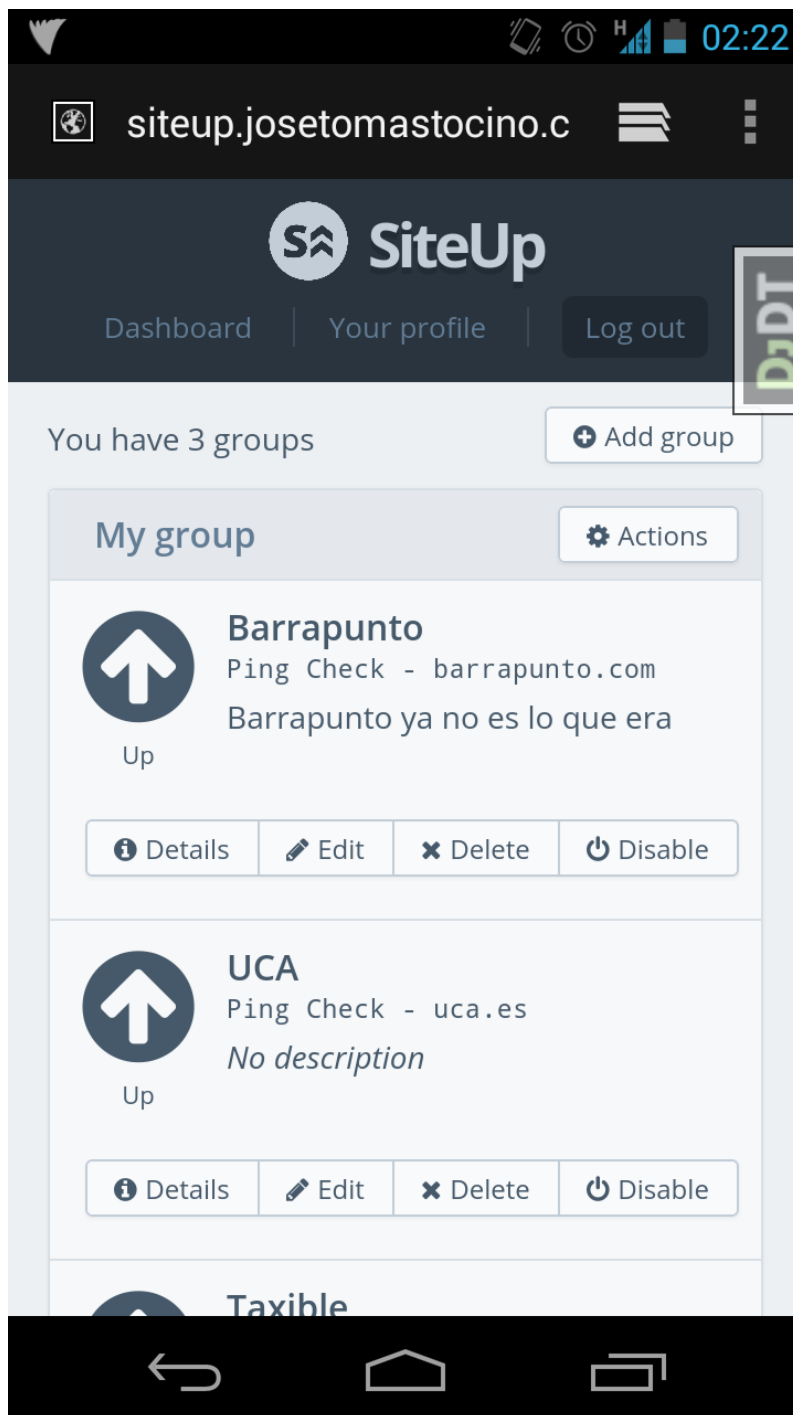 H 02:22
siteup.josetomastocino.c
S SiteUp
Dashboard Your profile Log out
DjDT
You have 3 groups Add group
My group Actions
Barrapunto
Ping Check - barrapunto.com
Barrapunto ya no es lo que era
Up
Details Edit Delete Disable
UCA
Ping Check - uca.es
No description
Up
Details Edit Delete Disable
Taxible